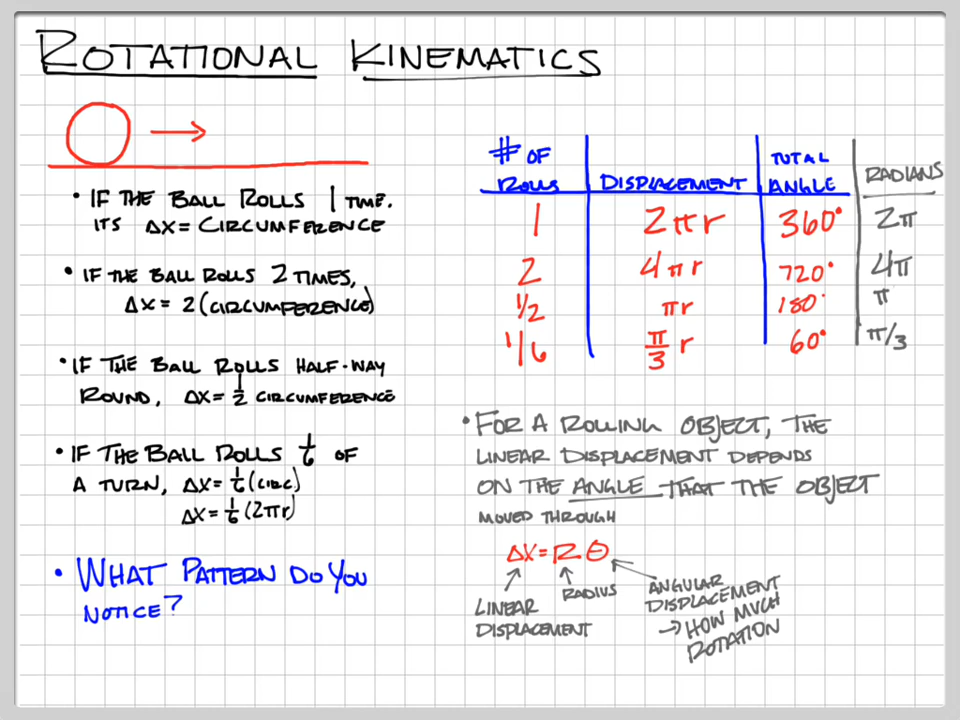 ROTATIONAL KINEMATICS
• IF THE BALL ROLLS 1 TIME.
ITS ΔX = CIRCUMFERENCE
• IF THE BALL ROLLS 2 TIMES,
ΔX = 2 (CIRCUMFERENCE)
• IF THE BALL ROLLS HALF-WAY
ROUND, ΔX = 1/2 CIRCUMFERENCE
• IF THE BALL ROLLS 1/6 OF
A TURN, ΔX = 1/6 (CIRC)
ΔX = 1/6 (2πr)
• WHAT PATTERN DO YOU
NOTICE?
# OF ROLLS | DISPLACEMENT | TOTAL ANGLE | RADIANS
1 | 2πr | 360° | 2π
2 | 4πr | 720° | 4π
1/2 | πr | 180° | π
1/6 | π/3 r | 60° | π/3
• FOR A ROLLING OBJECT, THE
LINEAR DISPLACEMENT DEPENDS
ON THE ANGLE THAT THE OBJECT
MOVED THROUGH
ΔX = R Θ
LINEAR
DISPLACEMENT
RADIUS
ANGULAR
DISPLACEMENT
→ HOW MUCH
ROTATION